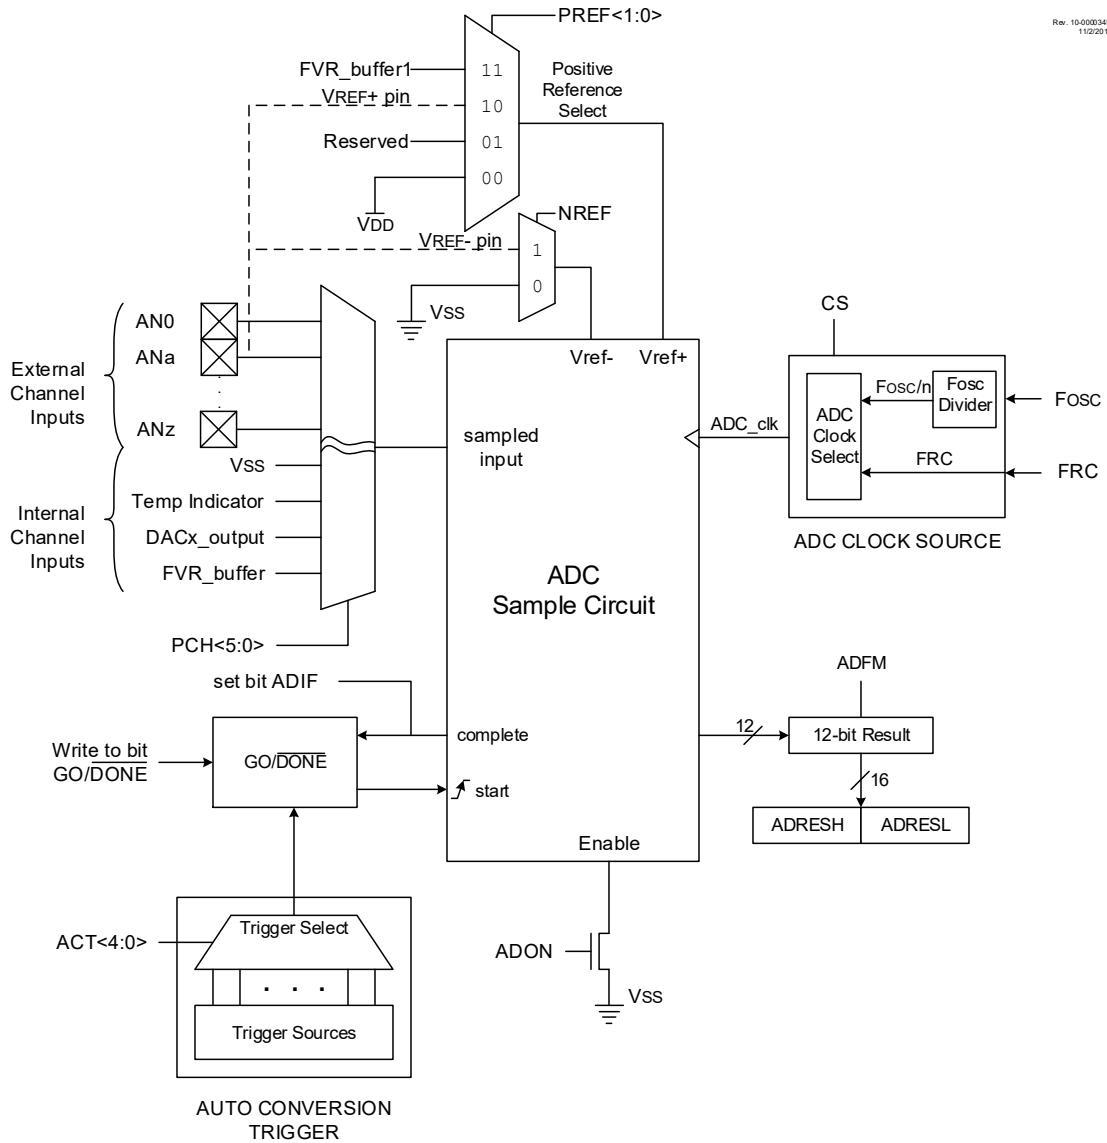 PREF<1:0>
Rev. 10-000034
11/2/201
FVR_buffer1
11
Positive
Reference
Select
VREF+ pin
10
Reserved
01
00
VDD
NREF
VREF- pin
1
0
VSS
CS
AN0
ANa
External
Channel
Inputs
ANz
Vref-
Vref+
ADC
Clock
Select
FOSC/n
Fosc
Divider
FOSC
ADC_clk
FRC
FRC
sampled
input
VSS
Internal
Channel
Inputs
Temp Indicator
DACx_output
FVR_buffer
ADC CLOCK SOURCE
ADC
Sample Circuit
PCH<5:0>
set bit ADIF
ADFM
Write to bit
GO/DONE
GO/DONE
complete
start
12
12-bit Result
16
ADRESH
ADRESL
Enable
ACT<4:0>
Trigger Select
. . .
Trigger Sources
ADON
VSS
AUTO CONVERSION
TRIGGER